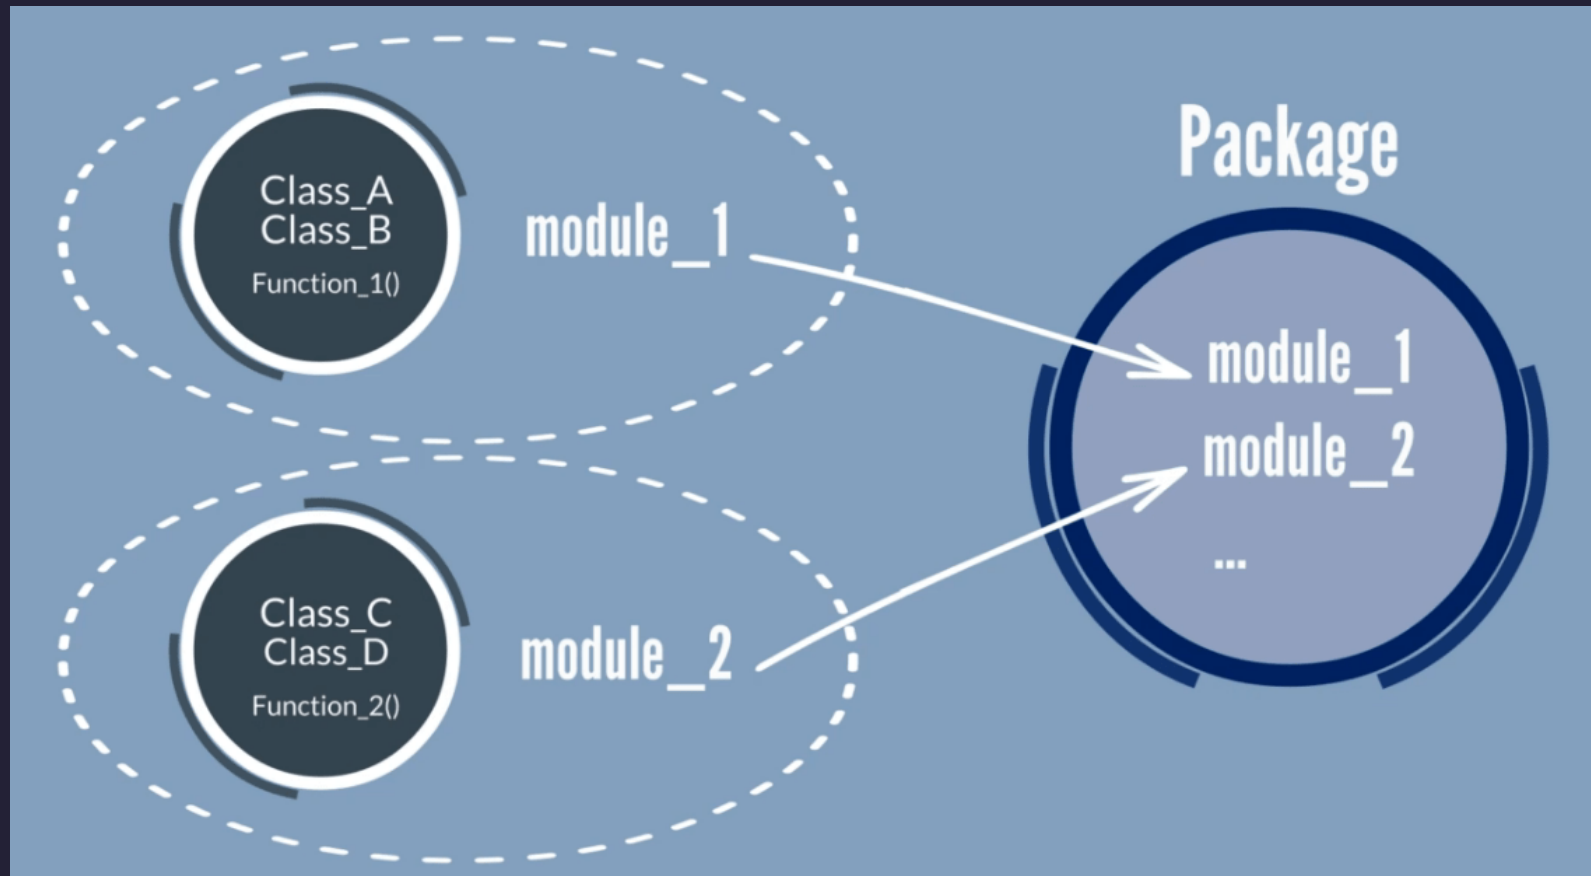 Class_A
Class_B
Function_1()
module_1
Class_C
Class_D
Function_2()
module_2
Package
module_1
module_2
...